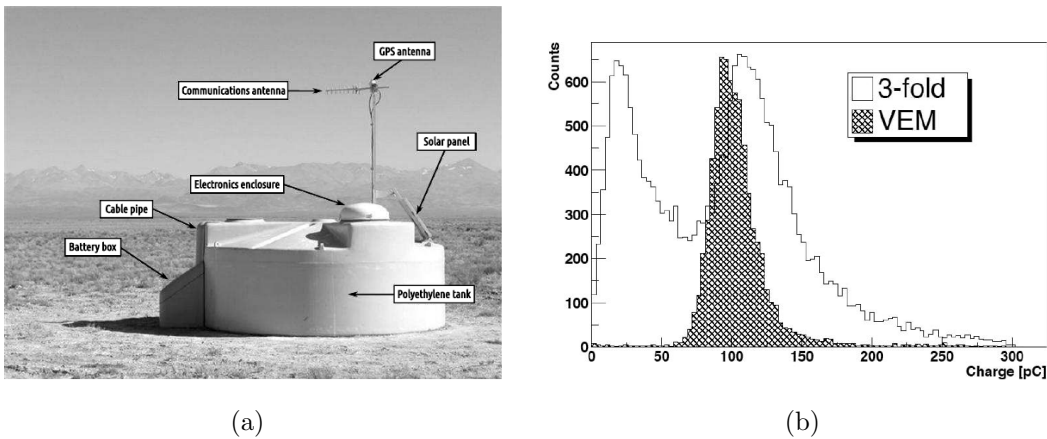 GPS antenna
Communications antenna
Solar panel
Electronics enclosure
Cable pipe
Battery box
Polyethylene tank
(a)
Counts
600
500
400
300
200
100
0
3-fold
VEM
0 50 100 150 200 250 300
Charge [pC]
(b)